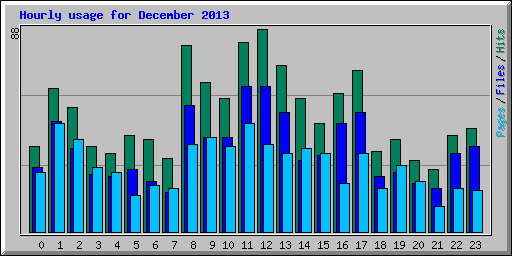 Hourly usage for December 2013
88
Pages / Files / Hits
0 1 2 3 4 5 6 7 8 9 10 11 12 13 14 15 16 17 18 19 20 21 22 23